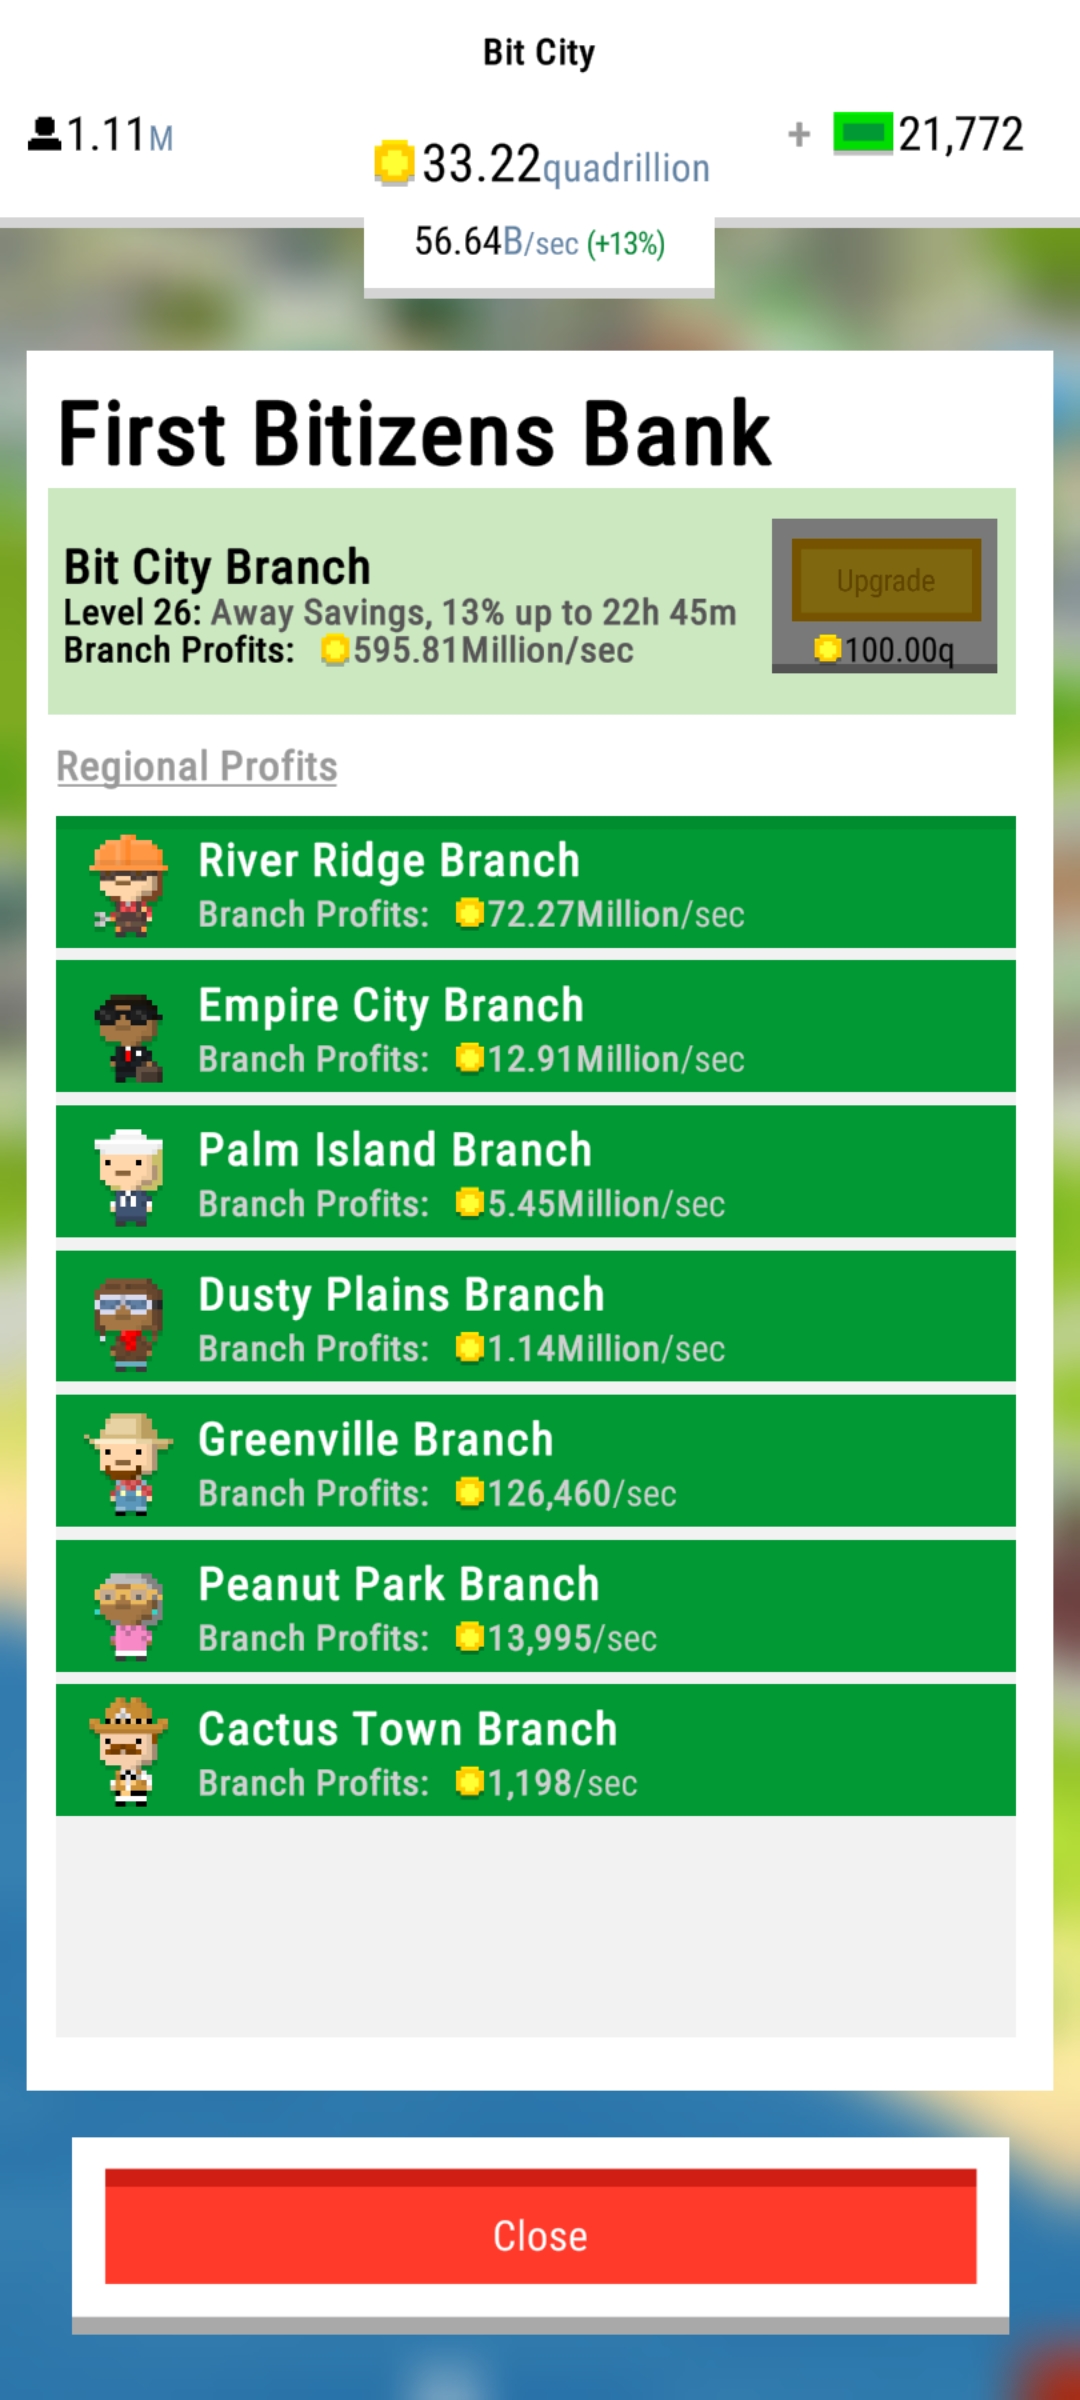 Bit City
1.11M
+ 21,772
33.22quadrillion
56.64B/sec (+13%)
First Bitizens Bank
Bit City Branch
Level 26: Away Savings, 13% up to 22h 45m
Branch Profits: 595.81Million/sec
Upgrade
100.00q
Regional Profits
River Ridge Branch
Branch Profits: 72.27Million/sec
Empire City Branch
Branch Profits: 12.91Million/sec
Palm Island Branch
Branch Profits: 5.45Million/sec
Dusty Plains Branch
Branch Profits: 1.14Million/sec
Greenville Branch
Branch Profits: 126,460/sec
Peanut Park Branch
Branch Profits: 13,995/sec
Cactus Town Branch
Branch Profits: 1,198/sec
Close